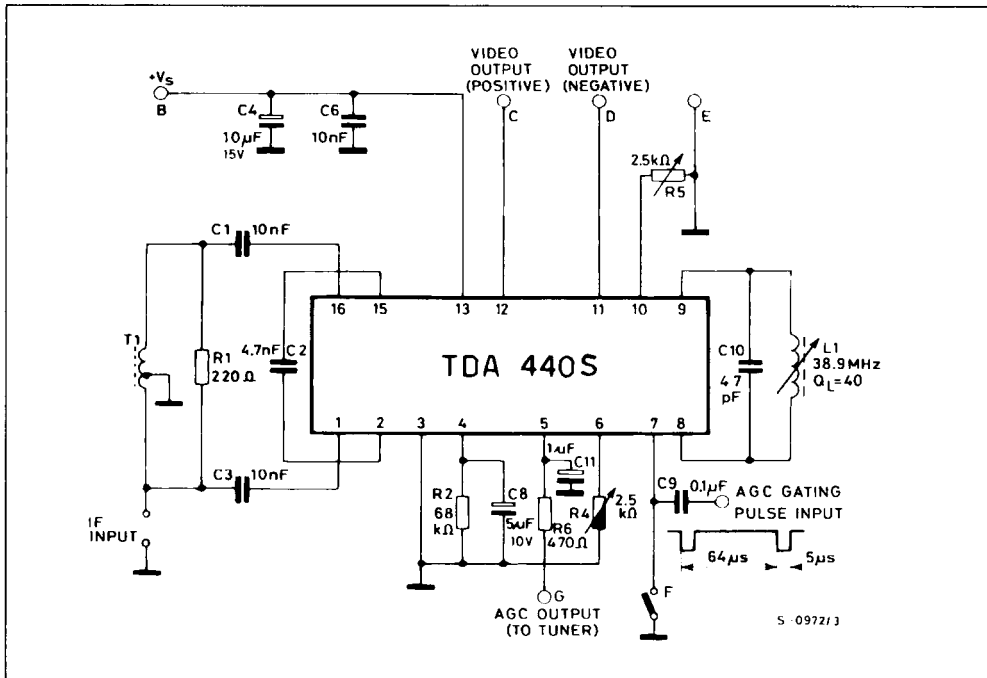 VIDEO
OUTPUT
(POSITIVE)
VIDEO
OUTPUT
(NEGATIVE)
+Vs
B
C
D
E
C4
10µF
15V
C6
10nF
2.5kΩ
R5
C1
10nF
16
15
13
12
11
10
9
T1
R1
220Ω
4.7nF
C2
TDA 440S
C10
4.7
pF
L1
38.9MHz
QL=40
1
2
3
4
5
6
7
8
C3
10nF
1µF
C11
C9
0.1µF
AGC GATING
PULSE INPUT
IF
INPUT
R2
68
kΩ
C8
5µF
10V
R6
470Ω
R4
2.5
kΩ
64µs
5µs
G
F
AGC OUTPUT
(TO TUNER)
S-0972/3